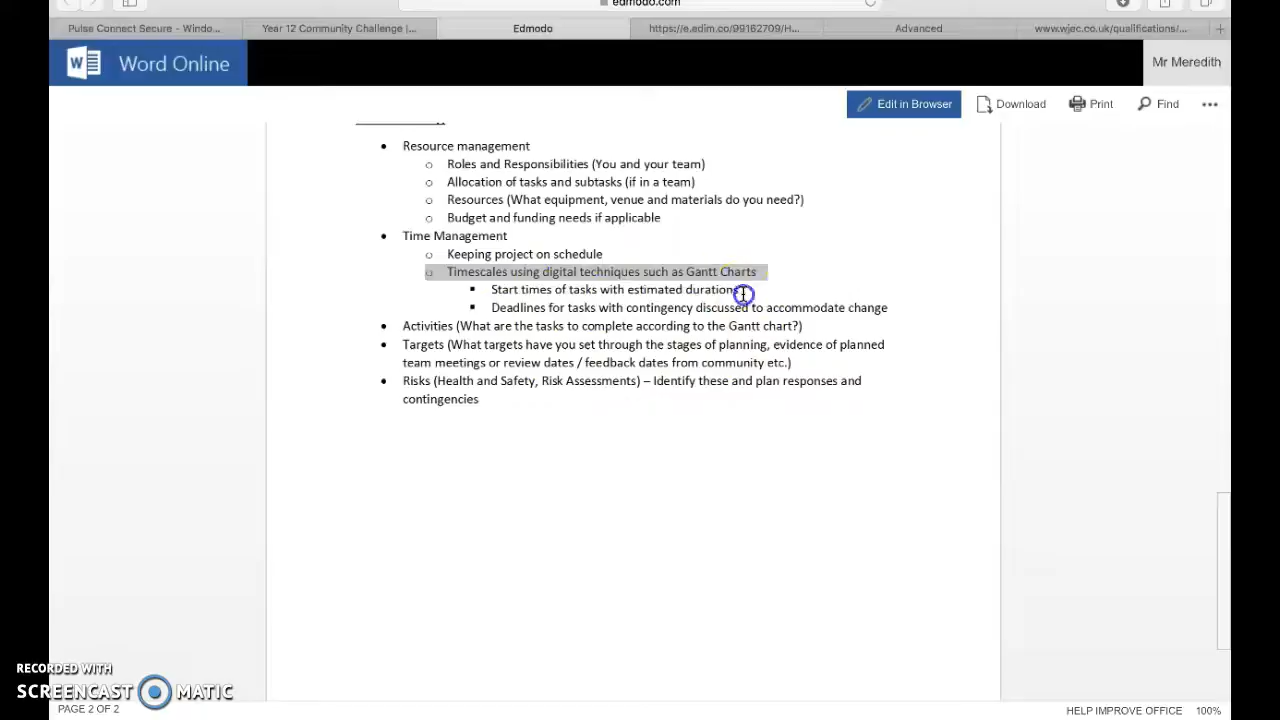 edmodo.com
Pulse Connect Secure - Windo...
Year 12 Community Challenge |...
Edmodo
https://e.edim.co/99162709/H...
Advanced
www.wjec.co.uk/qualifications/...
W Word Online
Mr Meredith
Edit in Browser
Download
Print
Find
• Resource management
o Roles and Responsibilities (You and your team)
o Allocation of tasks and subtasks (if in a team)
o Resources (What equipment, venue and materials do you need?)
o Budget and funding needs if applicable
• Time Management
o Keeping project on schedule
o Timescales using digital techniques such as Gantt Charts
▪ Start times of tasks with estimated durations
▪ Deadlines for tasks with contingency discussed to accommodate change
• Activities (What are the tasks to complete according to the Gantt chart?)
• Targets (What targets have you set through the stages of planning, evidence of planned
team meetings or review dates / feedback dates from community etc.)
• Risks (Health and Safety, Risk Assessments) – Identify these and plan responses and
contingencies
RECORDED WITH
SCREENCAST MATIC
PAGE 2 OF 2
HELP IMPROVE OFFICE
100%